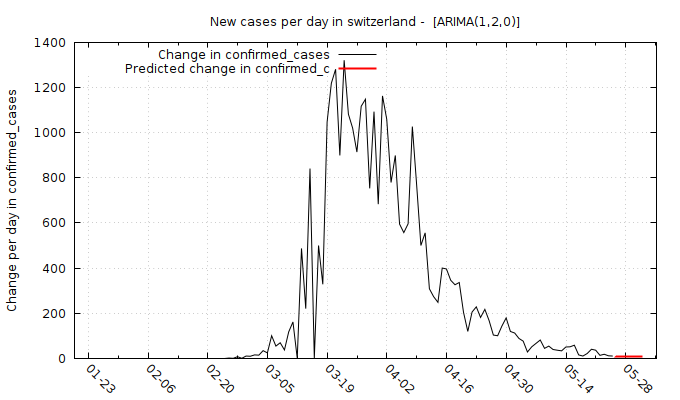 New cases per day in switzerland -  [ARIMA(1,2,0)]
Change in confirmed_cases
Predicted change in confirmed_c
Change per day in confirmed_cases
1400
1200
1000
800
600
400
200
0
01-23 02-06 02-20 03-05 03-19 04-02 04-16 04-30 05-14 05-28